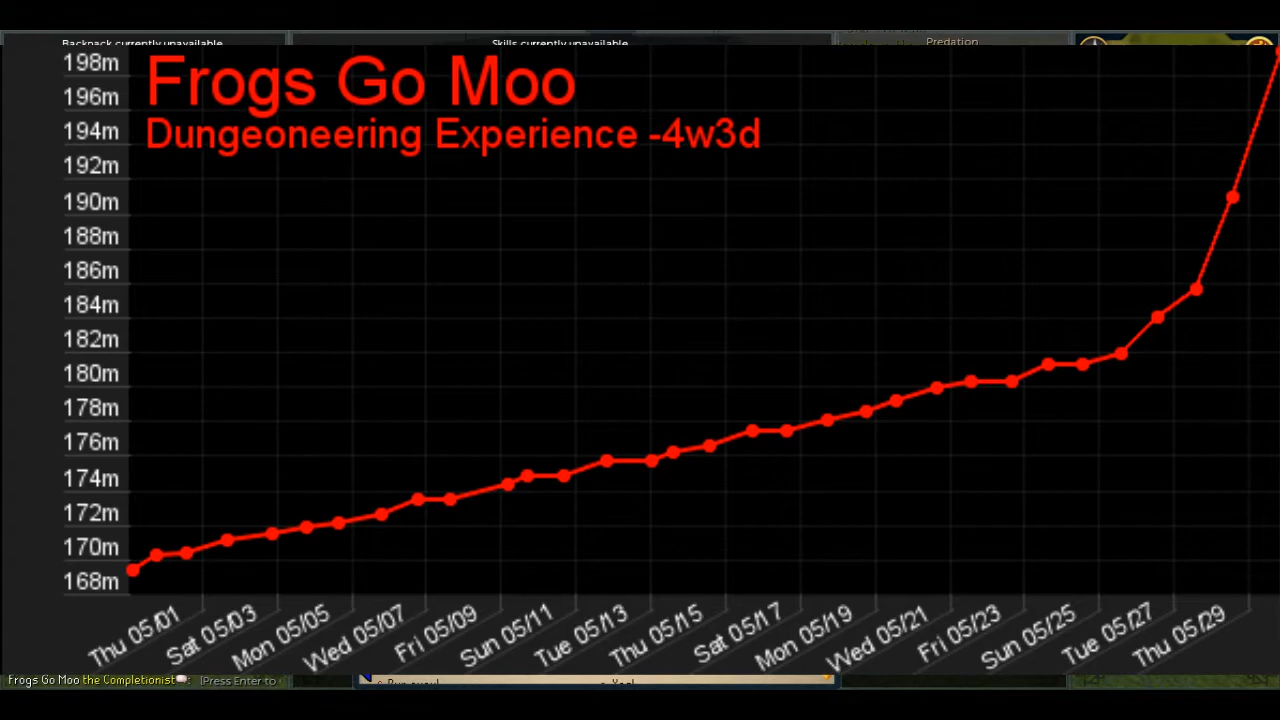 Backpack currently unavailable
Skills currently unavailable
Predation
Frogs Go Moo
Dungeoneering Experience -4w3d
198m
196m
194m
192m
190m
188m
186m
184m
182m
180m
178m
176m
174m
172m
170m
168m
Thu 05/01
Sat 05/03
Mon 05/05
Wed 05/07
Fri 05/09
Sun 05/11
Tue 05/13
Thu 05/15
Sat 05/17
Mon 05/19
Wed 05/21
Fri 05/23
Sun 05/25
Tue 05/27
Thu 05/29
Frogs Go Moo the Completionist
Press Enter to